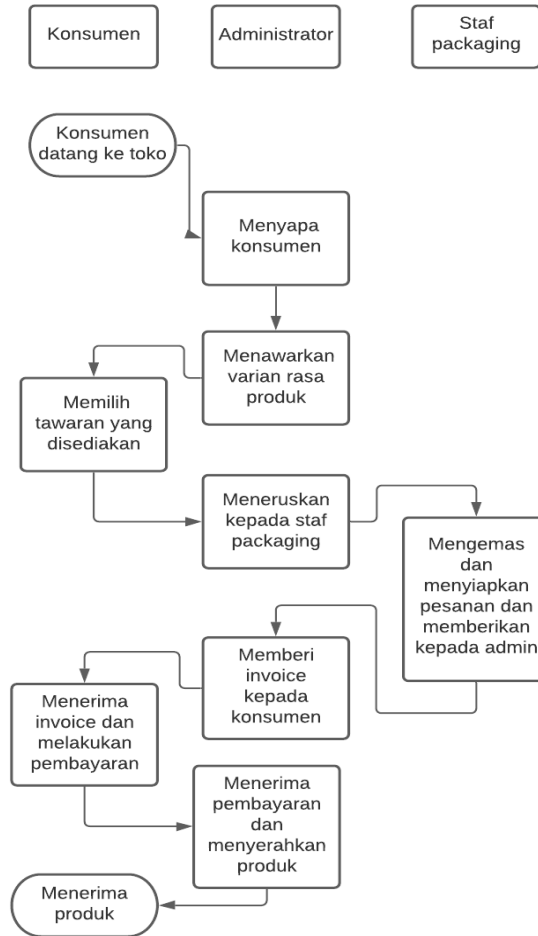 Konsumen
Administrator
Staf
packaging
Konsumen
datang ke toko
Menyapa
konsumen
Menawarkan
varian rasa
produk
Memilih
tawaran yang
disediakan
Meneruskan
kepada staf
packaging
Mengemas
dan
menyiapkan
pesanan dan
memberikan
kepada admin
Memberi
invoice
kepada
konsumen
Menerima
invoice dan
melakukan
pembayaran
Menerima
pembayaran
dan
menyerahkan
produk
Menerima
produk